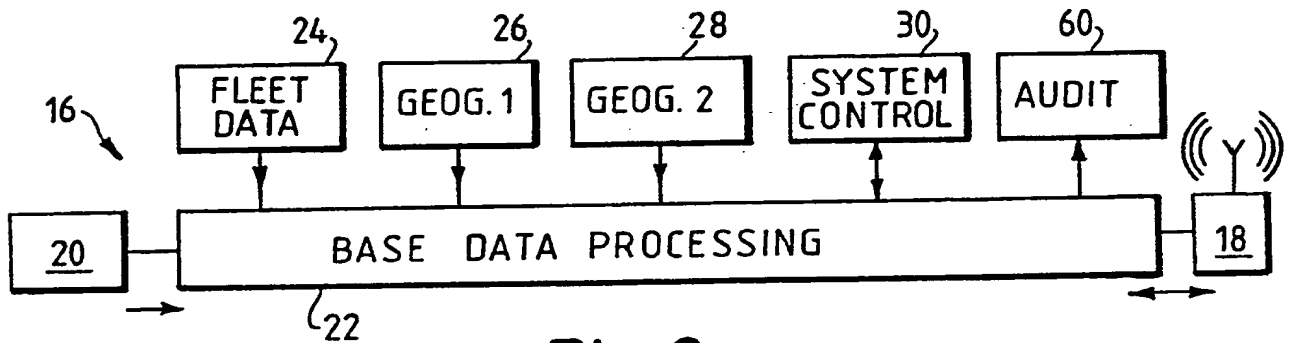 24
26
28
30
60
16
FLEET
DATA
GEOG. 1
GEOG. 2
SYSTEM
CONTROL
AUDIT
20
BASE DATA PROCESSING
18
22